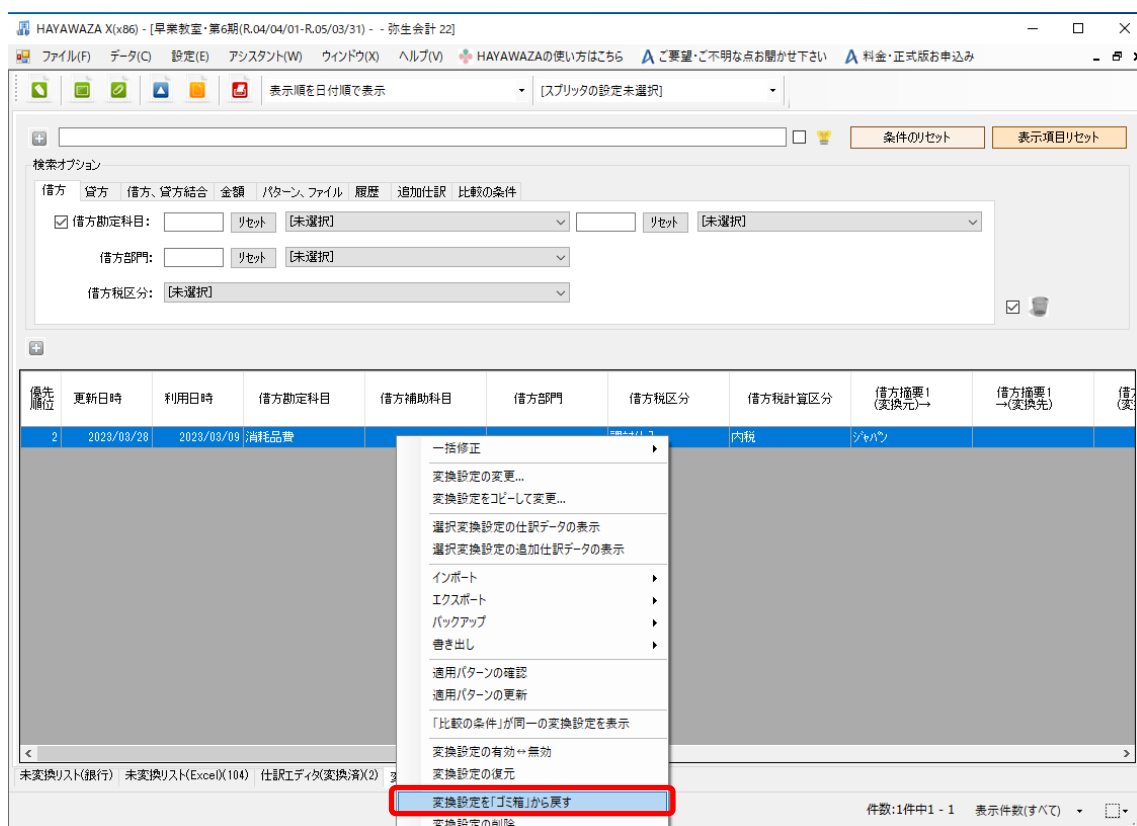 HAYAWAZA X(x86) - [早業教室・第6期(R.04/04/01-R.05/03/31) - - 弥生会計 22]
ファイル(F) データ(C) 設定(E) アシスタント(W) ウィンドウ(X) ヘルプ(V) HAYAWAZAの使い方はこちら ご要望・ご不明な点お聞かせ下さい 料金・正式版お申込み
表示順を日付順で表示 [スプリッタの設定未選択]
条件のリセット 表示項目リセット
検索オプション
借方 貸方 借方、貸方結合 金額 パターン、ファイル 履歴 追加仕訳 比較の条件
借方勘定科目: リセット [未選択] リセット [未選択]
借方部門: リセット [未選択]
借方税区分: [未選択]
優先順位 更新日時 利用日時 借方勘定科目 借方補助科目 借方部門 借方税区分 借方税計算区分 借方摘要1(変換元)→ 借方摘要1→(変換先)
2 2023/03/28 2023/03/09 消耗品費 内税 ジャパン
一括修正
変換設定の変更...
変換設定をコピーして変更...
選択変換設定の仕訳データの表示
選択変換設定の追加仕訳データの表示
インポート
エクスポート
バックアップ
書き出し
適用パターンの確認
適用パターンの更新
「比較の条件」が同一の変換設定を表示
変換設定の有効⇔無効
変換設定の復元
変換設定を「ゴミ箱」から戻す
変換設定の削除
未変換リスト(銀行) 未変換リスト(Excel)(104) 仕訳エディタ(変換済)(2)
件数:1件中1 - 1 表示件数(すべて)